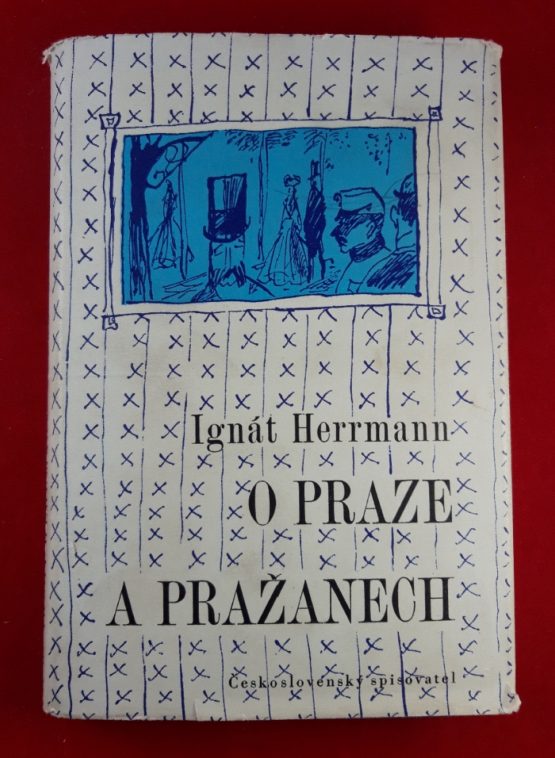 Ignát Herrmann
O PRAZE
A PRAŽANECH
Československý spisovatel